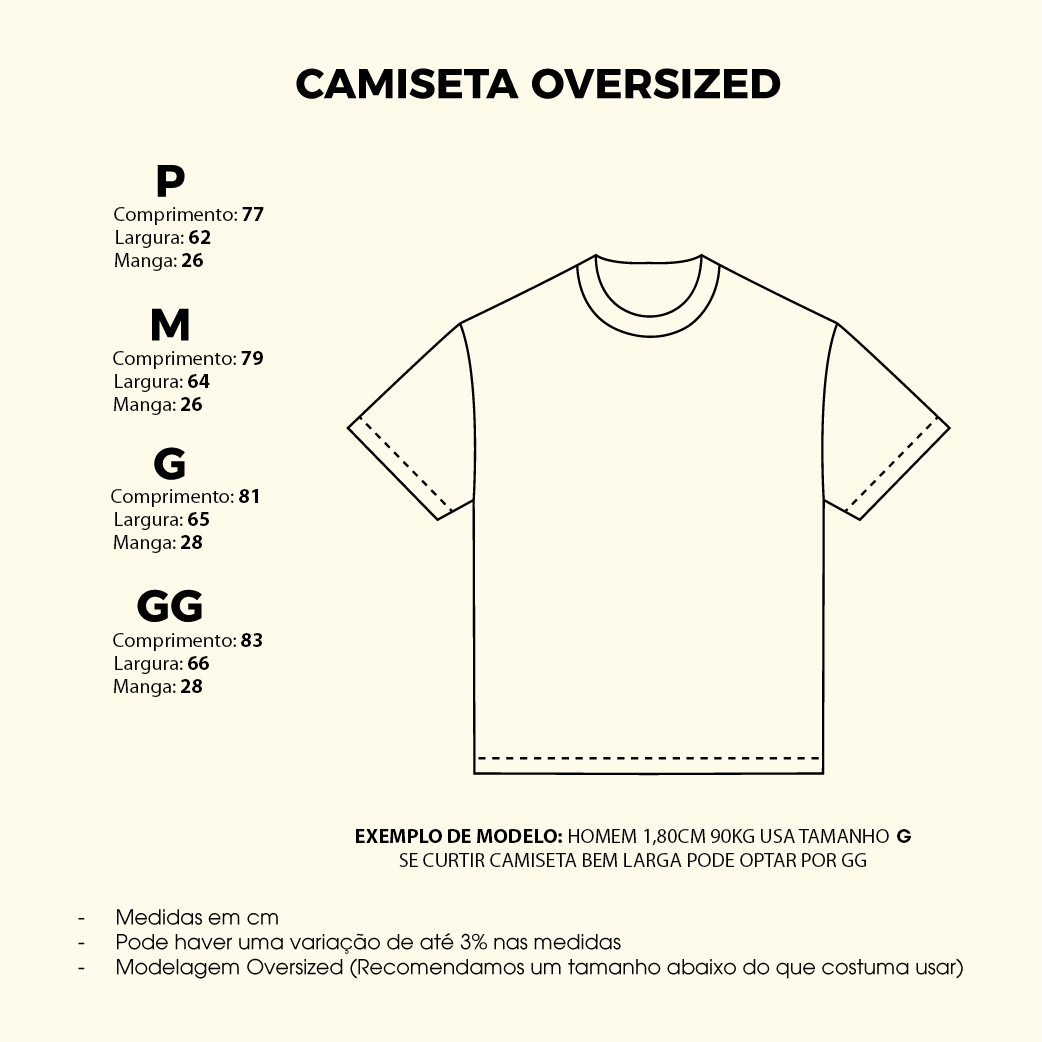 CAMISETA OVERSIZED
P
Comprimento: 77
Largura: 62
Manga: 26
M
Comprimento: 79
Largura: 64
Manga: 26
G
Comprimento: 81
Largura: 65
Manga: 28
GG
Comprimento: 83
Largura: 66
Manga: 28
EXEMPLO DE MODELO: HOMEM 1,80CM 90KG USA TAMANHO G
SE CURTIR CAMISETA BEM LARGA PODE OPTAR POR GG
- Medidas em cm
- Pode haver uma variação de até 3% nas medidas
- Modelagem Oversized (Recomendamos um tamanho abaixo do que costuma usar)